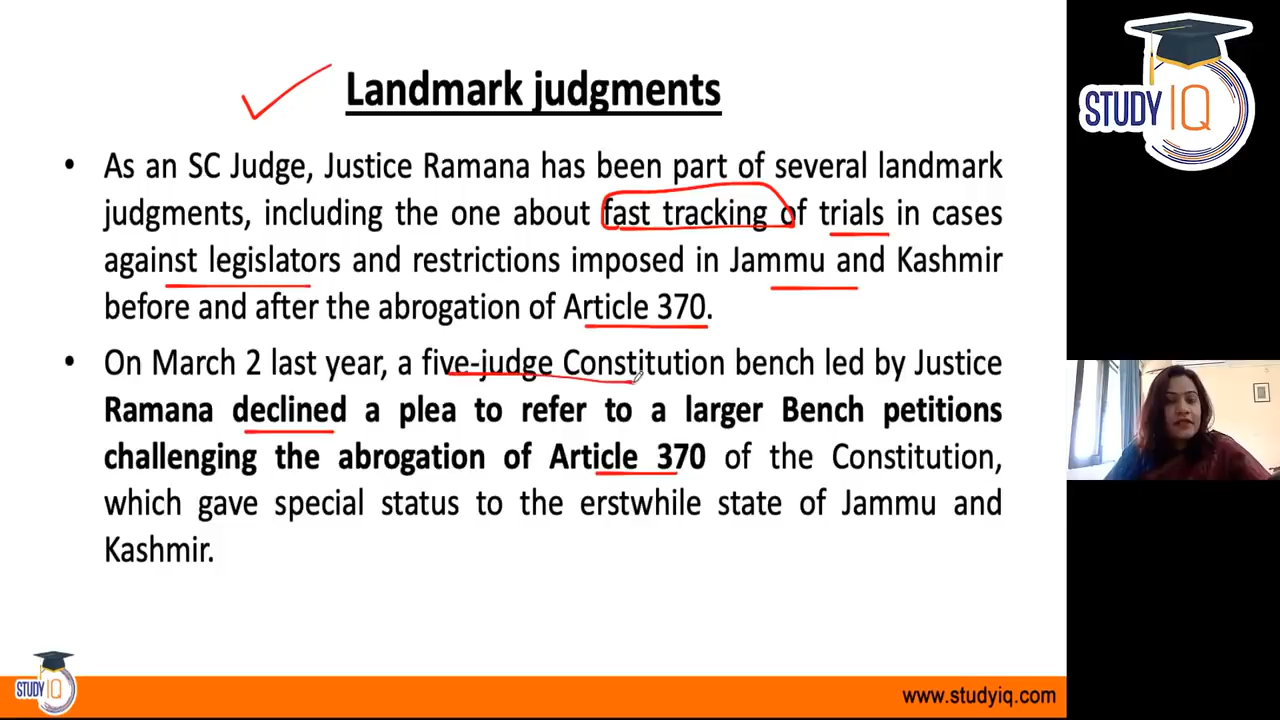 Landmark judgments
STUDY IQ
• As an SC Judge, Justice Ramana has been part of several landmark
judgments, including the one about fast tracking of trials in cases
against legislators and restrictions imposed in Jammu and Kashmir
before and after the abrogation of Article 370.
• On March 2 last year, a five-judge Constitution bench led by Justice
Ramana declined a plea to refer to a larger Bench petitions
challenging the abrogation of Article 370 of the Constitution,
which gave special status to the erstwhile state of Jammu and
Kashmir.
STUDY IQ
www.studyiq.com